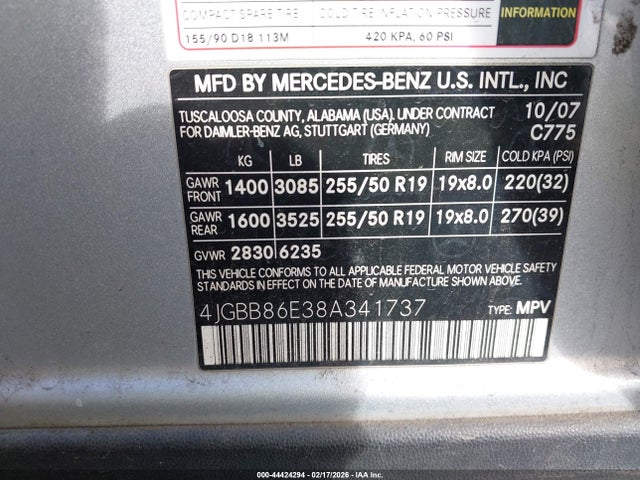 COMPACT SPARE TIRE COLD TIRE INFLATION PRESSURE
155/90 D18 113M 420 KPA, 60 PSI
INFORMATION
MFD BY MERCEDES-BENZ U.S. INTL., INC
TUSCALOOSA COUNTY, ALABAMA (USA). UNDER CONTRACT 10/07
FOR DAIMLER-BENZ AG, STUTTGART (GERMANY) C775
KG LB TIRES RIM SIZE COLD KPA (PSI)
GAWR FRONT 1400 3085 255/50 R19 19x8.0 220(32)
GAWR REAR 1600 3525 255/50 R19 19x8.0 270(39)
GVWR 2830 6235
THIS VEHICLE CONFORMS TO ALL APPLICABLE FEDERAL MOTOR VEHICLE SAFETY
STANDARDS IN EFFECT ON THE DATE OF MANUFACTURE SHOWN ABOVE.
4JGBB86E38A341737 TYPE: MPV
000-44424294 - 02/17/2026 - IAA Inc.